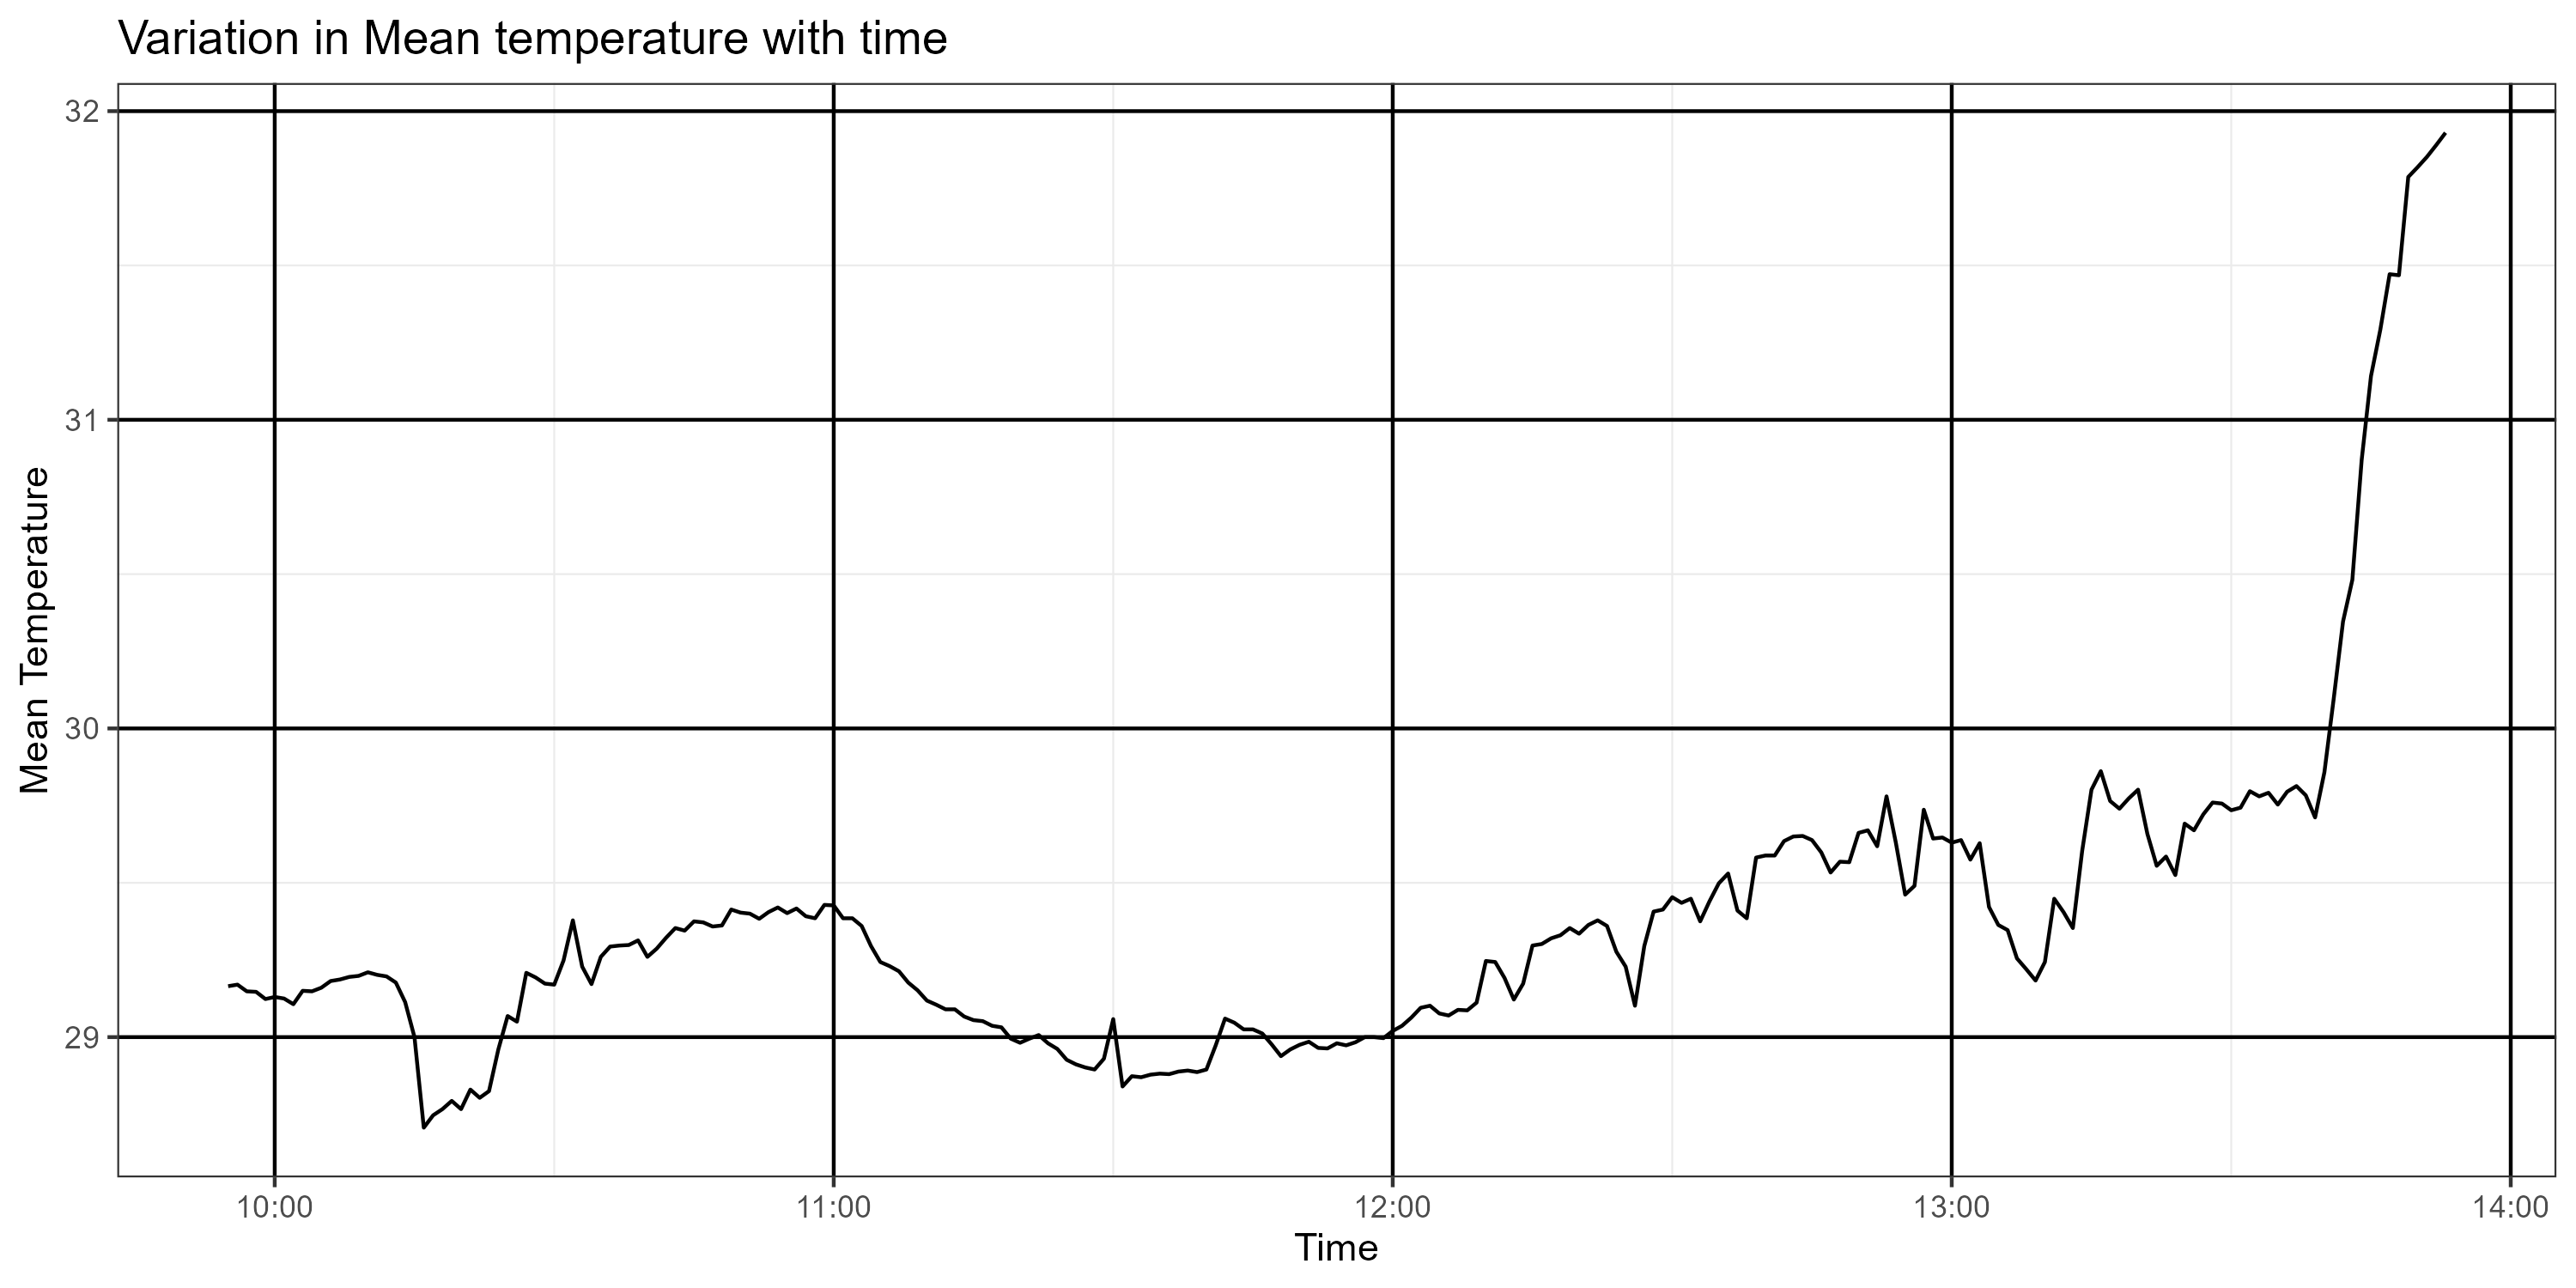 Variation in Mean temperature with time
32
31
30
29
Mean Temperature
10:00 11:00 12:00 13:00 14:00
Time